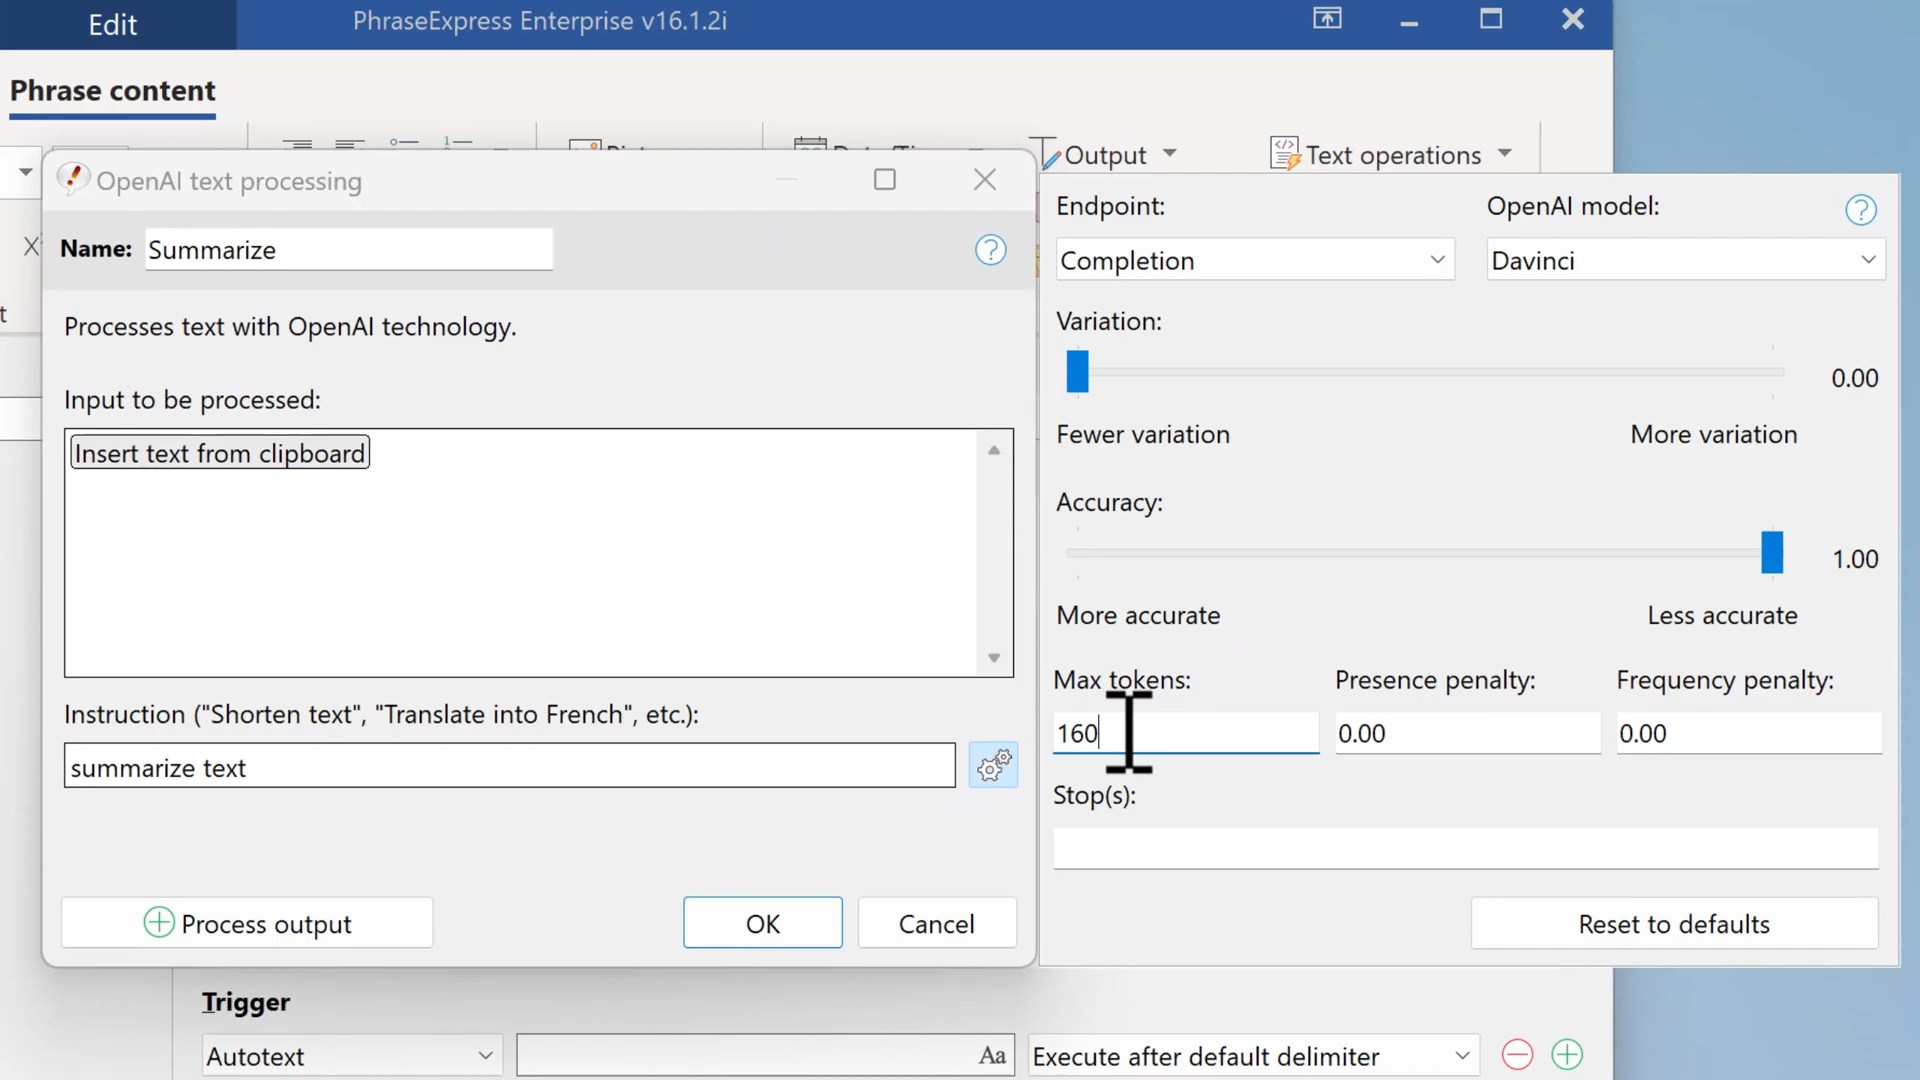 Edit
PhraseExpress Enterprise v16.1.2i
Phrase content
Output
Text operations
OpenAI text processing
Name: Summarize
Processes text with OpenAI technology.
Input to be processed:
Insert text from clipboard
Instruction ("Shorten text", "Translate into French", etc.):
summarize text
Process output
OK
Cancel
Endpoint:
OpenAI model:
Completion
Davinci
Variation:
0.00
Fewer variation
More variation
Accuracy:
1.00
More accurate
Less accurate
Max tokens:
Presence penalty:
Frequency penalty:
160
0.00
0.00
Stop(s):
Reset to defaults
Trigger
Autotext
Aa
Execute after default delimiter